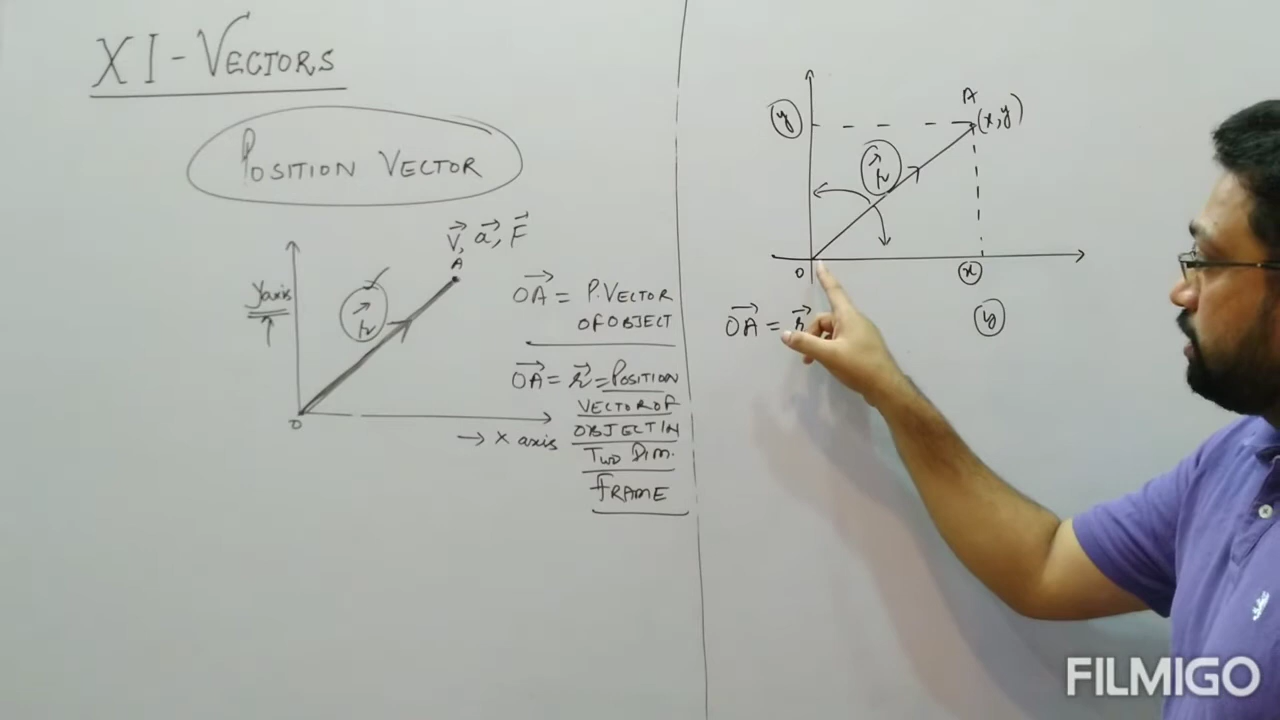 XI - VECTORS
POSITION VECTOR
V⃗, a⃗, F⃗
A
r⃗
y axis
O
→ X axis
OA⃗ = P. VECTOR
OF OBJECT
OA⃗ = r⃗ = POSITION
VECTOR OF
OBJECT IN
TWO DIM.
FRAME
A
(x,y)
y
r⃗
O
x
y
OA⃗ = r⃗
FILMIGO